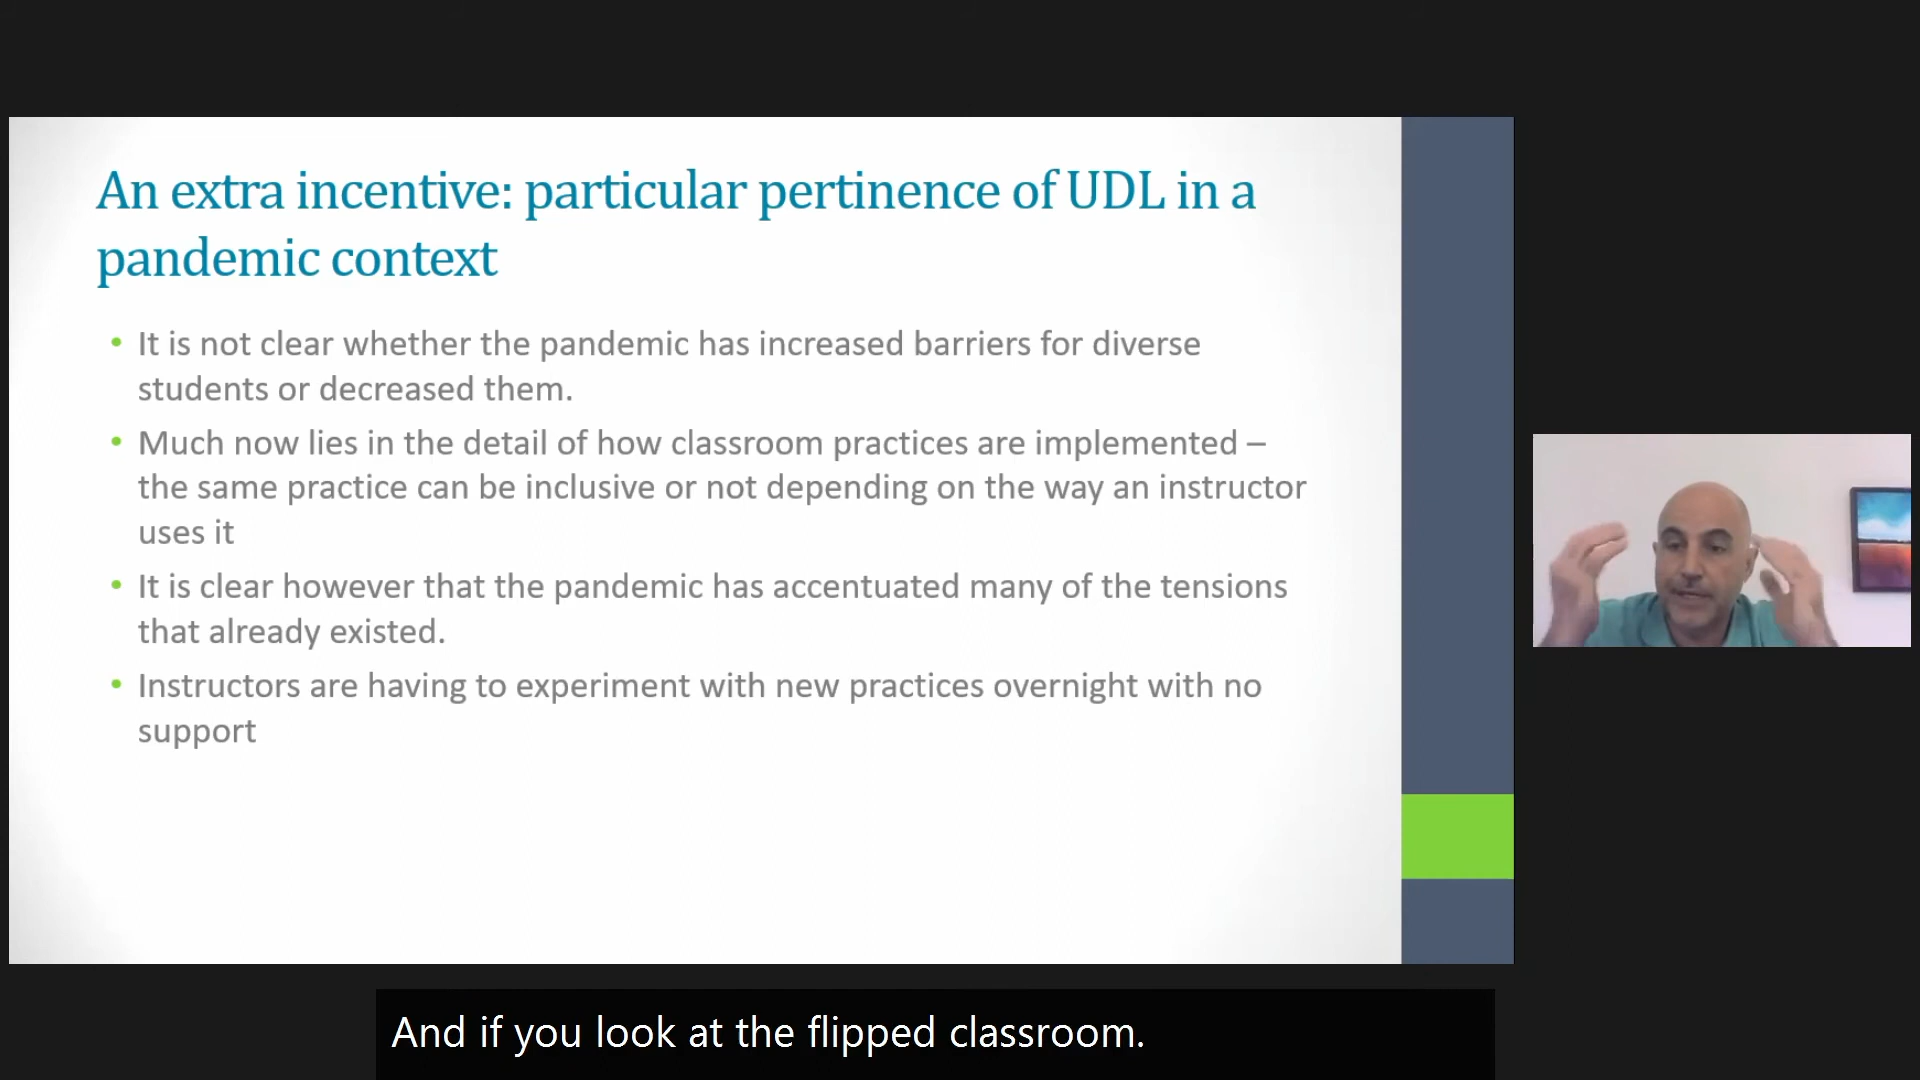 An extra incentive: particular pertinence of UDL in a
pandemic context
• It is not clear whether the pandemic has increased barriers for diverse
students or decreased them.
• Much now lies in the detail of how classroom practices are implemented –
the same practice can be inclusive or not depending on the way an instructor
uses it
• It is clear however that the pandemic has accentuated many of the tensions
that already existed.
• Instructors are having to experiment with new practices overnight with no
support
And if you look at the flipped classroom.